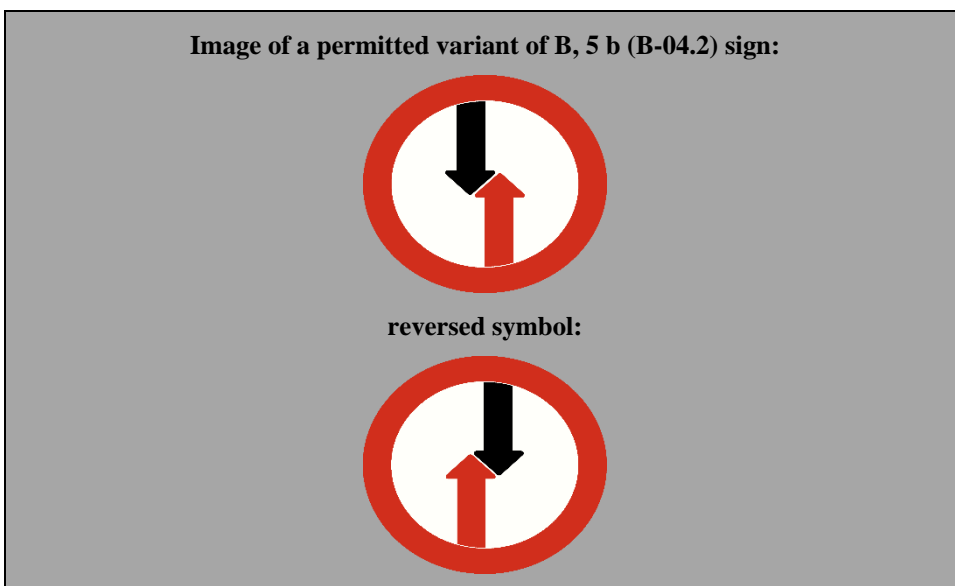 Image of a permitted variant of B, 5 b (B-04.2) sign:
reversed symbol: